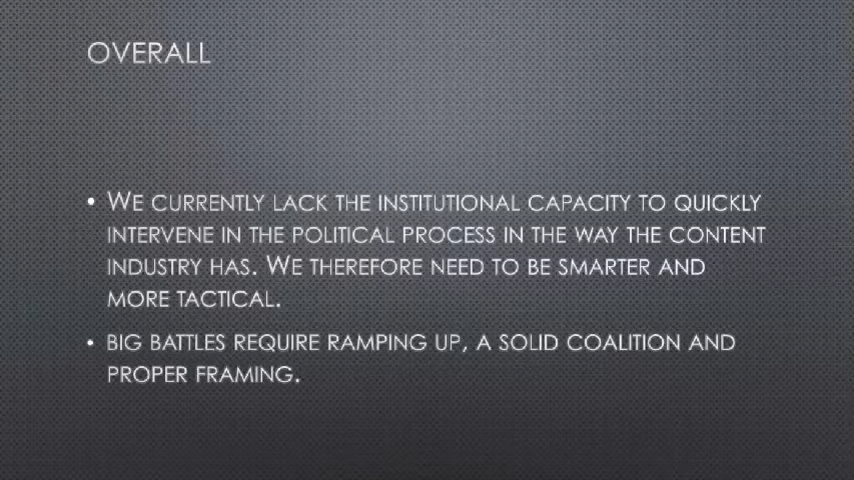 OVERALL
• WE CURRENTLY LACK THE INSTITUTIONAL CAPACITY TO QUICKLY
INTERVENE IN THE POLITICAL PROCESS IN THE WAY THE CONTENT
INDUSTRY HAS. WE THEREFORE NEED TO BE SMARTER AND
MORE TACTICAL.
• BIG BATTLES REQUIRE RAMPING UP, A SOLID COALITION AND
PROPER FRAMING.